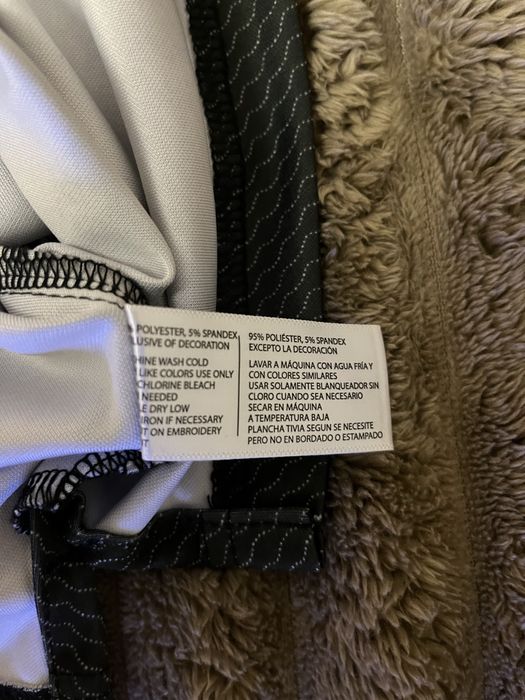 POLYESTER, 5% SPANDEX
LUSIVE OF DECORATION
HINE WASH COLD
LIKE COLORS USE ONLY
CHLORINE BLEACH
NEEDED
LE DRY LOW
IRON IF NECESSARY
T ON EMBROIDERY
95% POLIÉSTER, 5% SPANDEX
EXCEPTO LA DECORACIÓN
LAVAR A MÁQUINA CON AGUA FRÍA Y
CON COLORES SIMILARES
USAR SOLAMENTE BLANQUEADOR SIN
CLORO CUANDO SEA NECESARIO
SECAR EN MÁQUINA
A TEMPERATURA BAJA
PLANCHA TIVIA SEGUN SE NECESITE
PERO NO EN BORDADO O ESTAMPADO